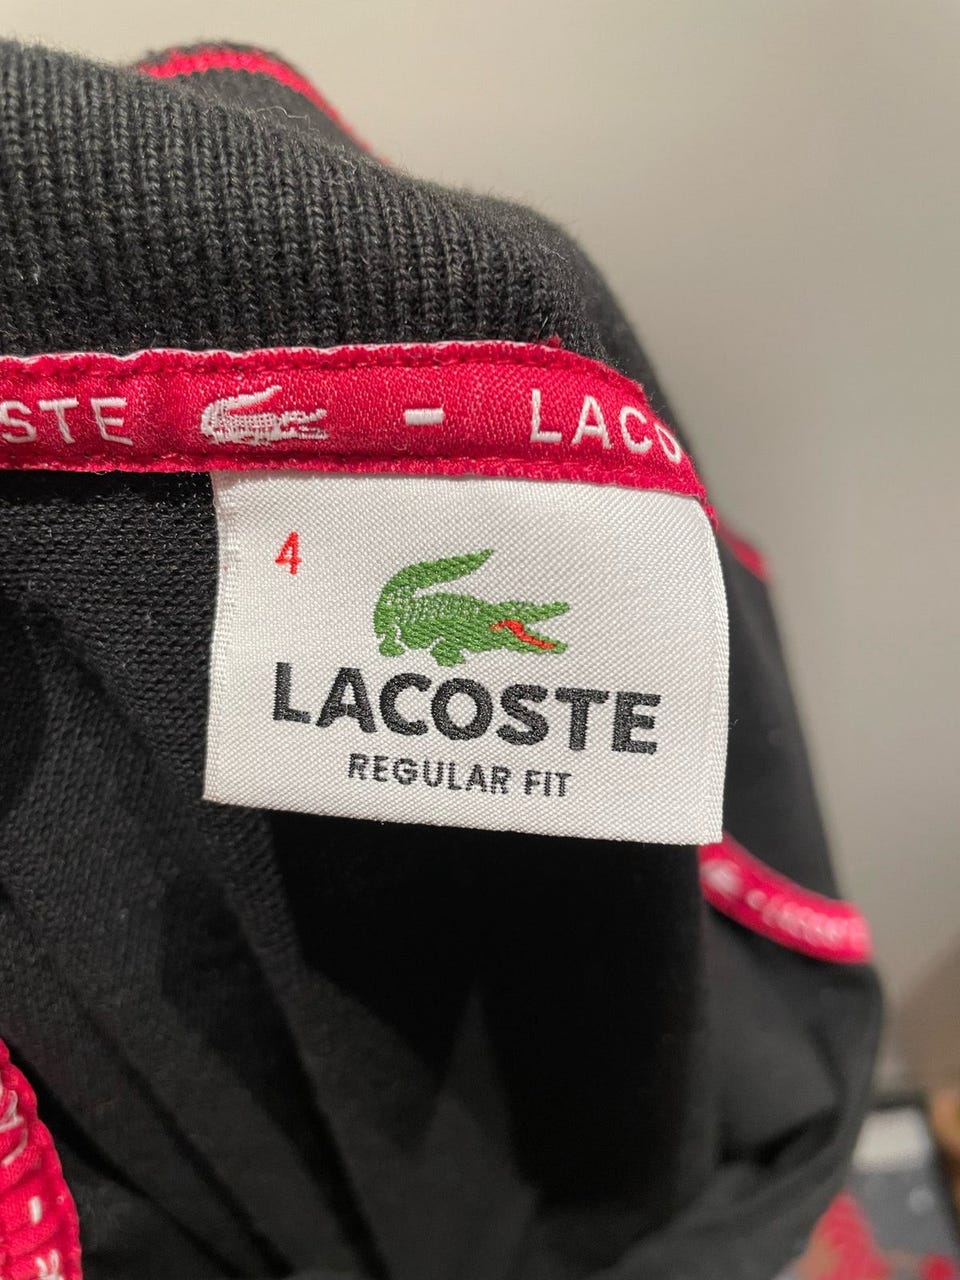 STE - LACO
4
LACOSTE
REGULAR FIT